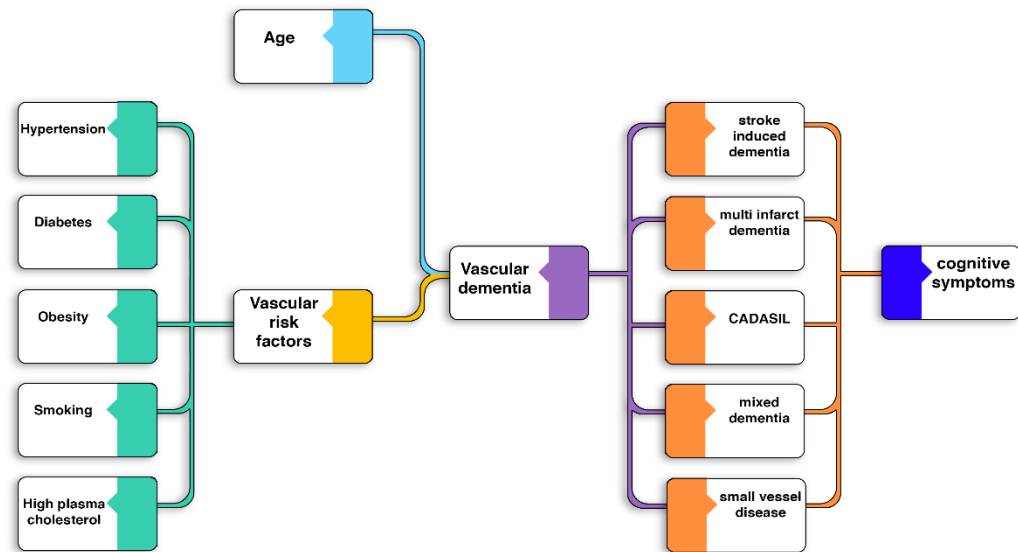 Age
Hypertension
Diabetes
Obesity
Smoking
High plasma
cholesterol
Vascular
risk
factors
Vascular
dementia
stroke
induced
dementia
multi infarct
dementia
CADASIL
mixed
dementia
small vessel
disease
cognitive
symptoms